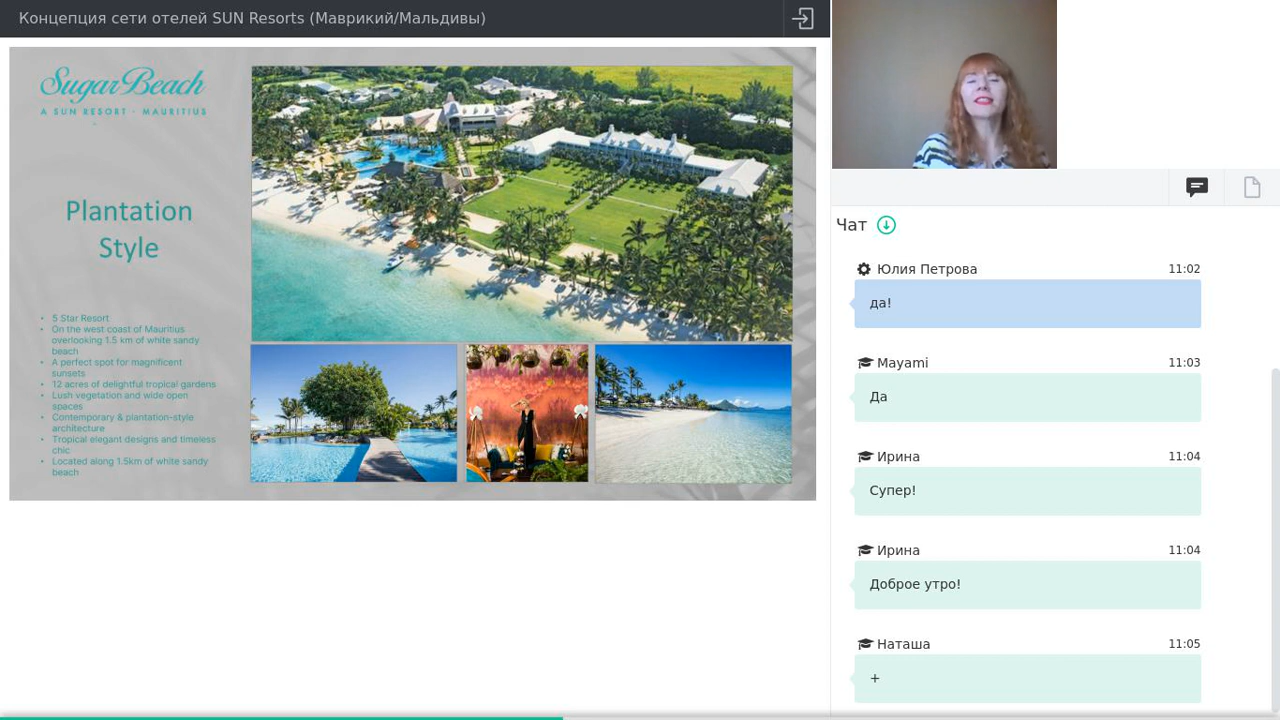 Концепция сети отелей SUN Resorts (Маврикий/Мальдивы)
Sugar Beach
A SUN RESORT · MAURITIUS
Plantation
Style
• 5 Star Resort
• On the west coast of Mauritius
overlooking 1.5 km of white sandy
beach
• A perfect spot for magnificent
sunsets
• 12 acres of delightful tropical gardens
• Lush vegetation and wide open
spaces
• Contemporary & plantation-style
architecture
• Tropical elegant designs and timeless
chic
• Located along 1.5km of white sandy
beach
Чат
Юлия Петрова 11:02
да!
Mayami 11:03
Да
Ирина 11:04
Супер!
Ирина 11:04
Доброе утро!
Наташа 11:05
+